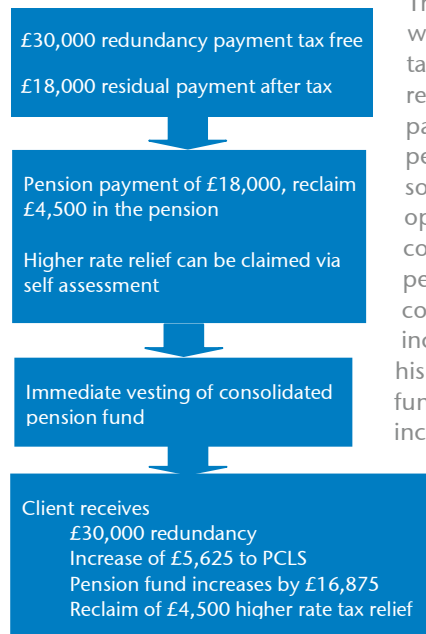 £30,000 redundancy payment tax free
£18,000 residual payment after tax
Pension payment of £18,000, reclaim
£4,500 in the pension
Higher rate relief can be claimed via
self assessment
Immediate vesting of consolidated
pension fund
Client receives
£30,000 redundancy
Increase of £5,625 to PCLS
Pension fund increases by £16,875
Reclaim of £4,500 higher rate tax relief
his